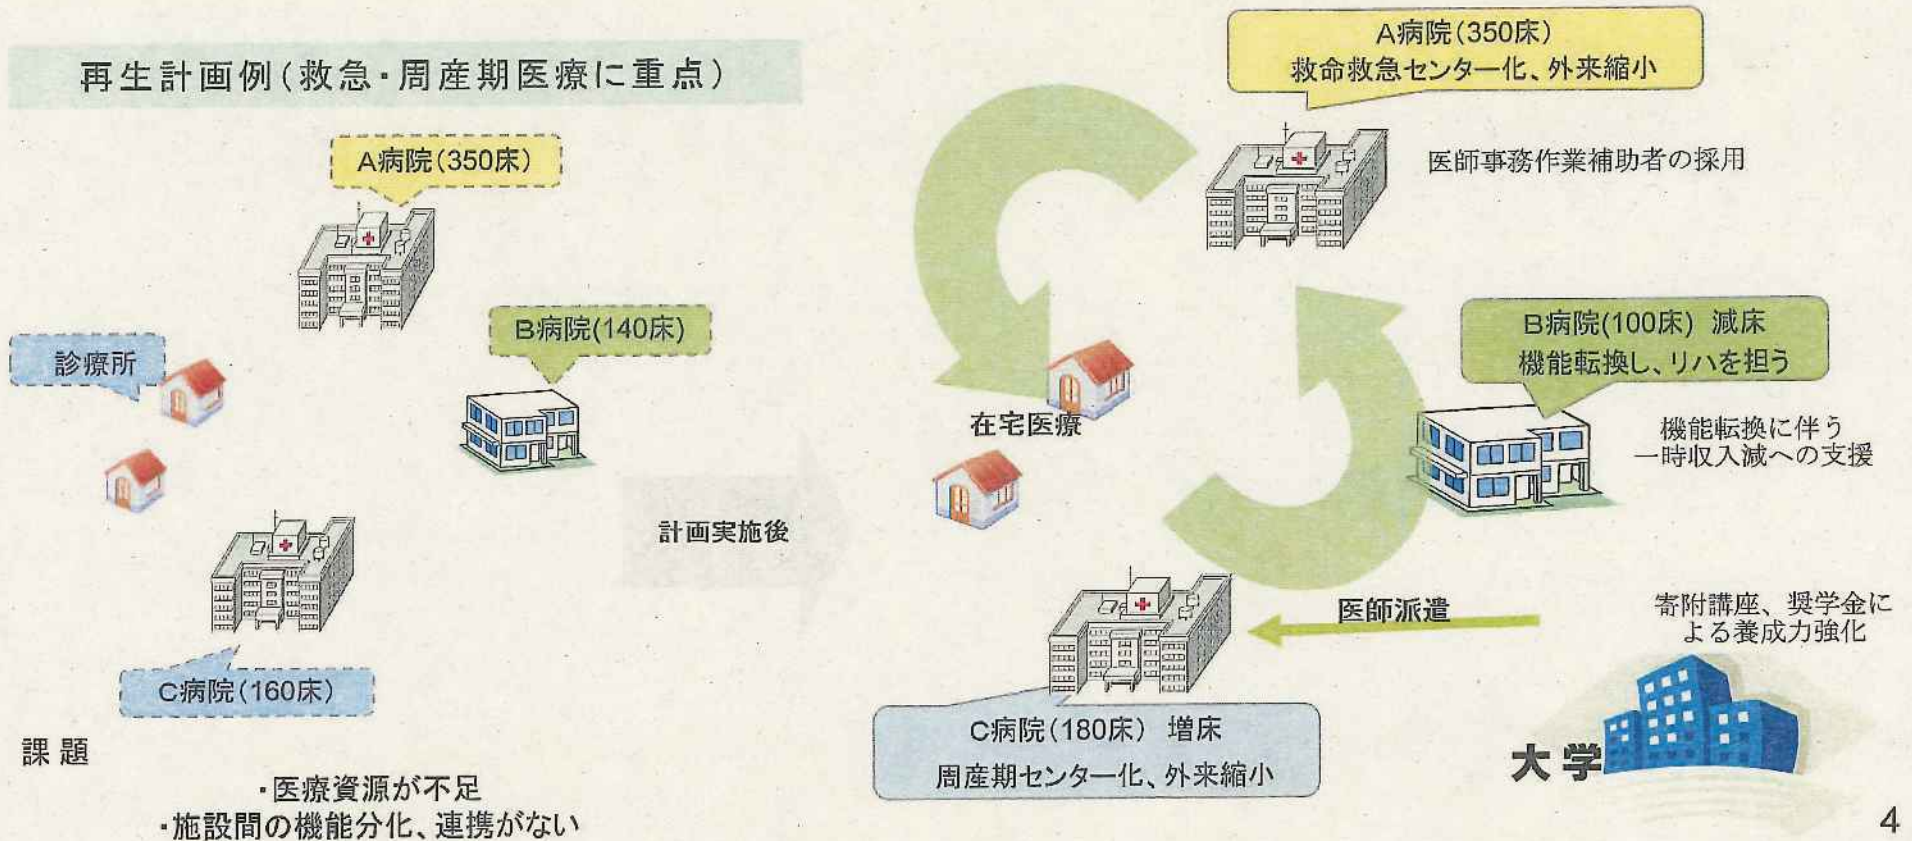 再生計画例(救急・周産期医療に重点)
A病院(350床)
診療所
B病院(140床)
C病院(160床)
課題
・医療資源が不足
・施設間の機能分化、連携がない
計画実施後
A病院(350床)
救命救急センター化、外来縮小
医師事務作業補助者の採用
B病院(100床) 減床
機能転換し、リハを担う
機能転換に伴う
一時収入減への支援
在宅医療
医師派遣
寄附講座、奨学金に
よる養成力強化
C病院(180床) 増床
周産期センター化、外来縮小
大学
4